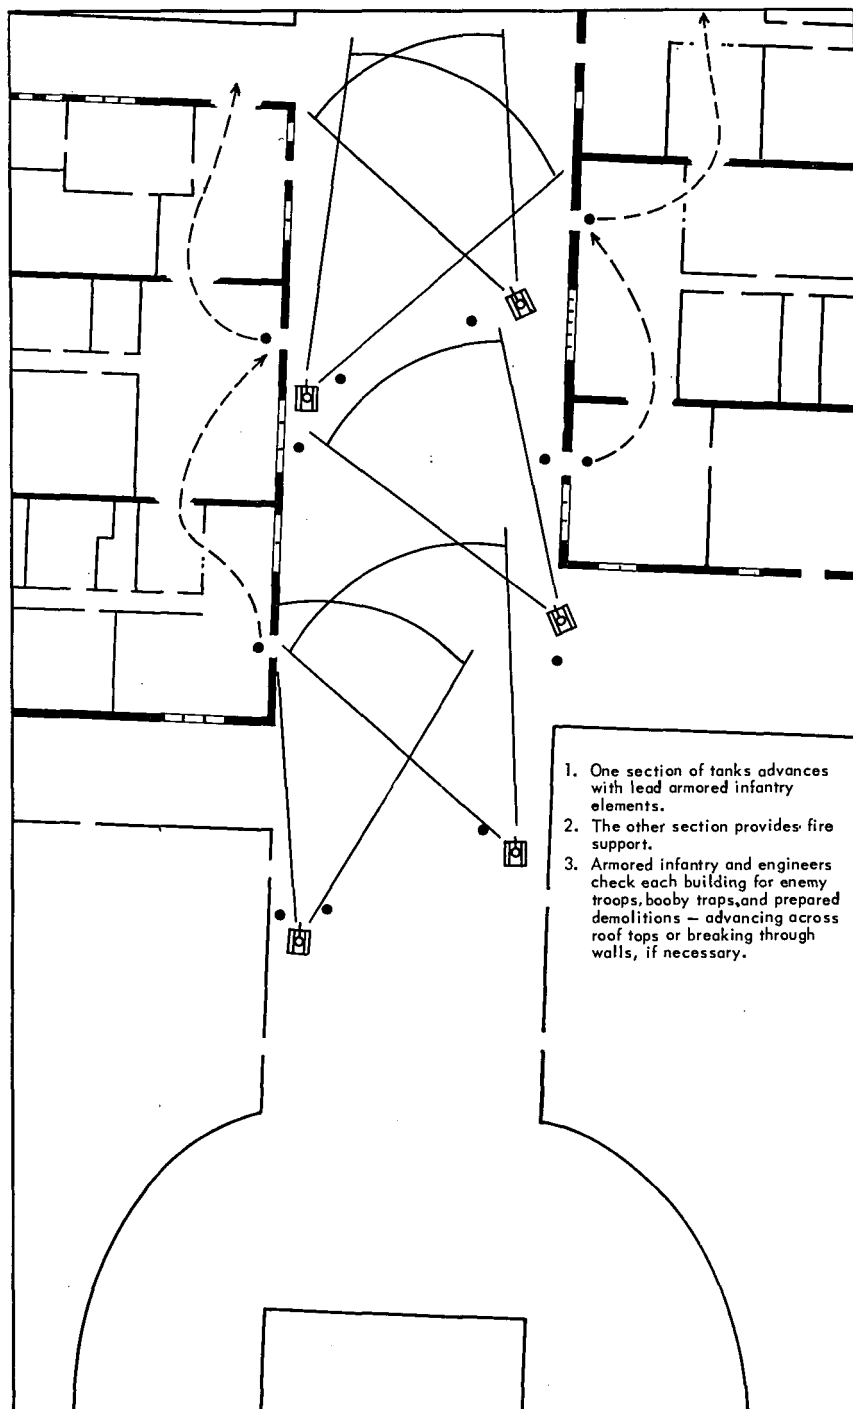 1. One section of tanks advances
with lead armored infantry
elements.
2. The other section provides fire
support.
3. Armored infantry and engineers
check each building for enemy
troops, booby traps, and prepared
demolitions — advancing across
roof tops or breaking through
walls, if necessary.